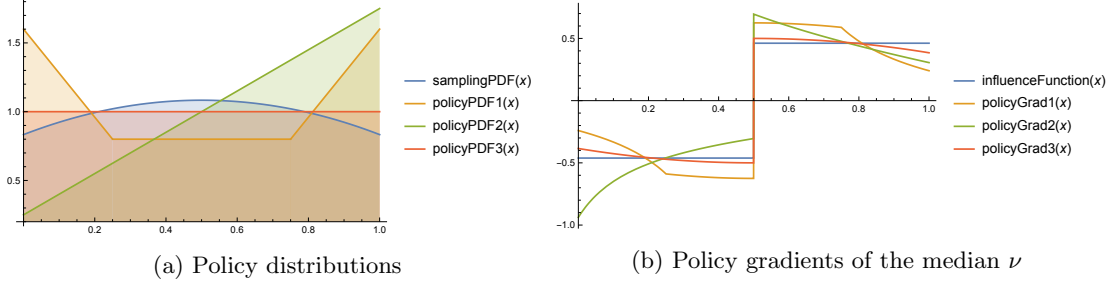 1.5
1.0
0.5
0.2
0.4
0.6
0.8
1.0
samplingPDF(x)
policyPDF1(x)
policyPDF2(x)
policyPDF3(x)
(a) Policy distributions
0.5
-0.5
-1.0
0.2
0.4
0.6
0.8
1.0
influenceFunction(x)
policyGrad1(x)
policyGrad2(x)
policyGrad3(x)
(b) Policy gradients of the median ν